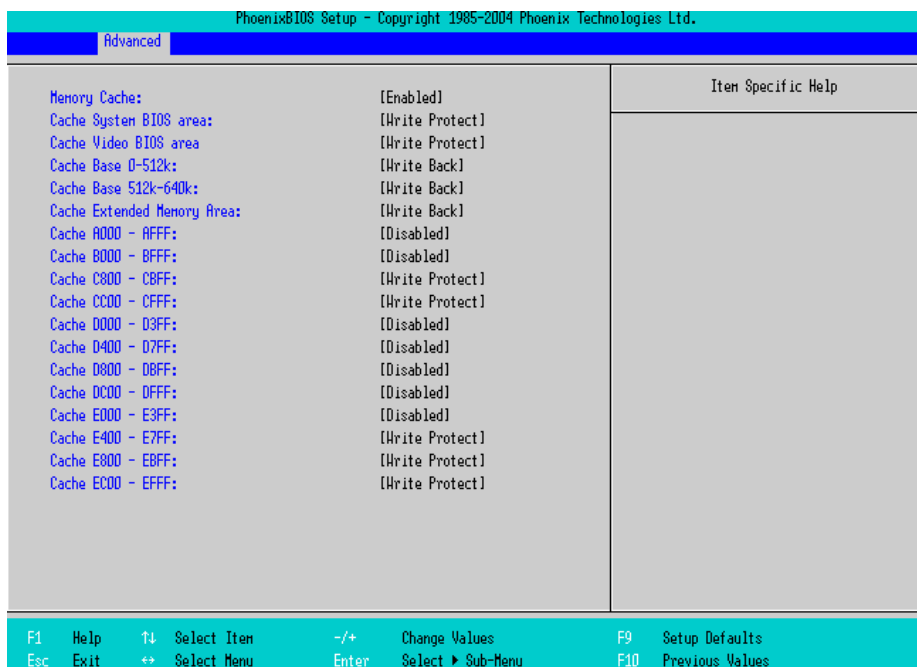 PhoenixBIOS Setup - Copyright 1985-2004 Phoenix Technologies Ltd.
Advanced
Item Specific Help
Memory Cache: [Enabled]
Cache System BIOS area: [Write Protect]
Cache Video BIOS area [Write Protect]
Cache Base 0-512k: [Write Back]
Cache Base 512k-640k: [Write Back]
Cache Extended Memory Area: [Write Back]
Cache A000 - AFFF: [Disabled]
Cache B000 - BFFF: [Disabled]
Cache C800 - CBFF: [Write Protect]
Cache CC00 - CFFF: [Write Protect]
Cache D000 - D3FF: [Disabled]
Cache D400 - D7FF: [Disabled]
Cache D800 - DBFF: [Disabled]
Cache DC00 - DFFF: [Disabled]
Cache E000 - E3FF: [Disabled]
Cache E400 - E7FF: [Write Protect]
Cache E800 - EBFF: [Write Protect]
Cache EC00 - EFFF: [Write Protect]
F1 Help ↑↓ Select Item -/+ Change Values F9 Setup Defaults
Esc Exit ↔ Select Menu Enter Select ▶ Sub-Menu F10 Previous Values